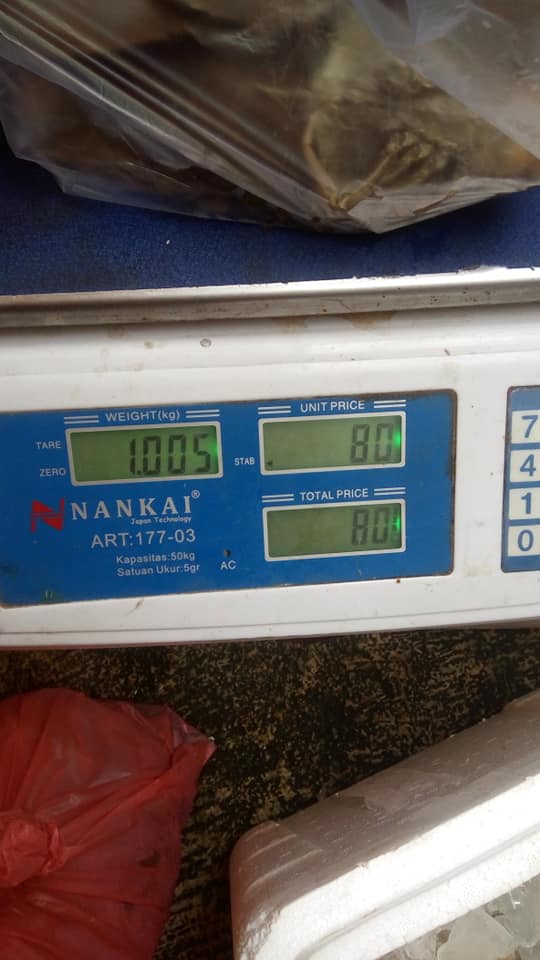 WEIGHT(kg)
UNIT PRICE
TARE
ZERO
1.005
STAB
80
NANKAI®
Japan Technology
TOTAL PRICE
80
ART:177-03
Kapasitas:50kg
Satuan Ukur:5gr
AC
7
4
1
0